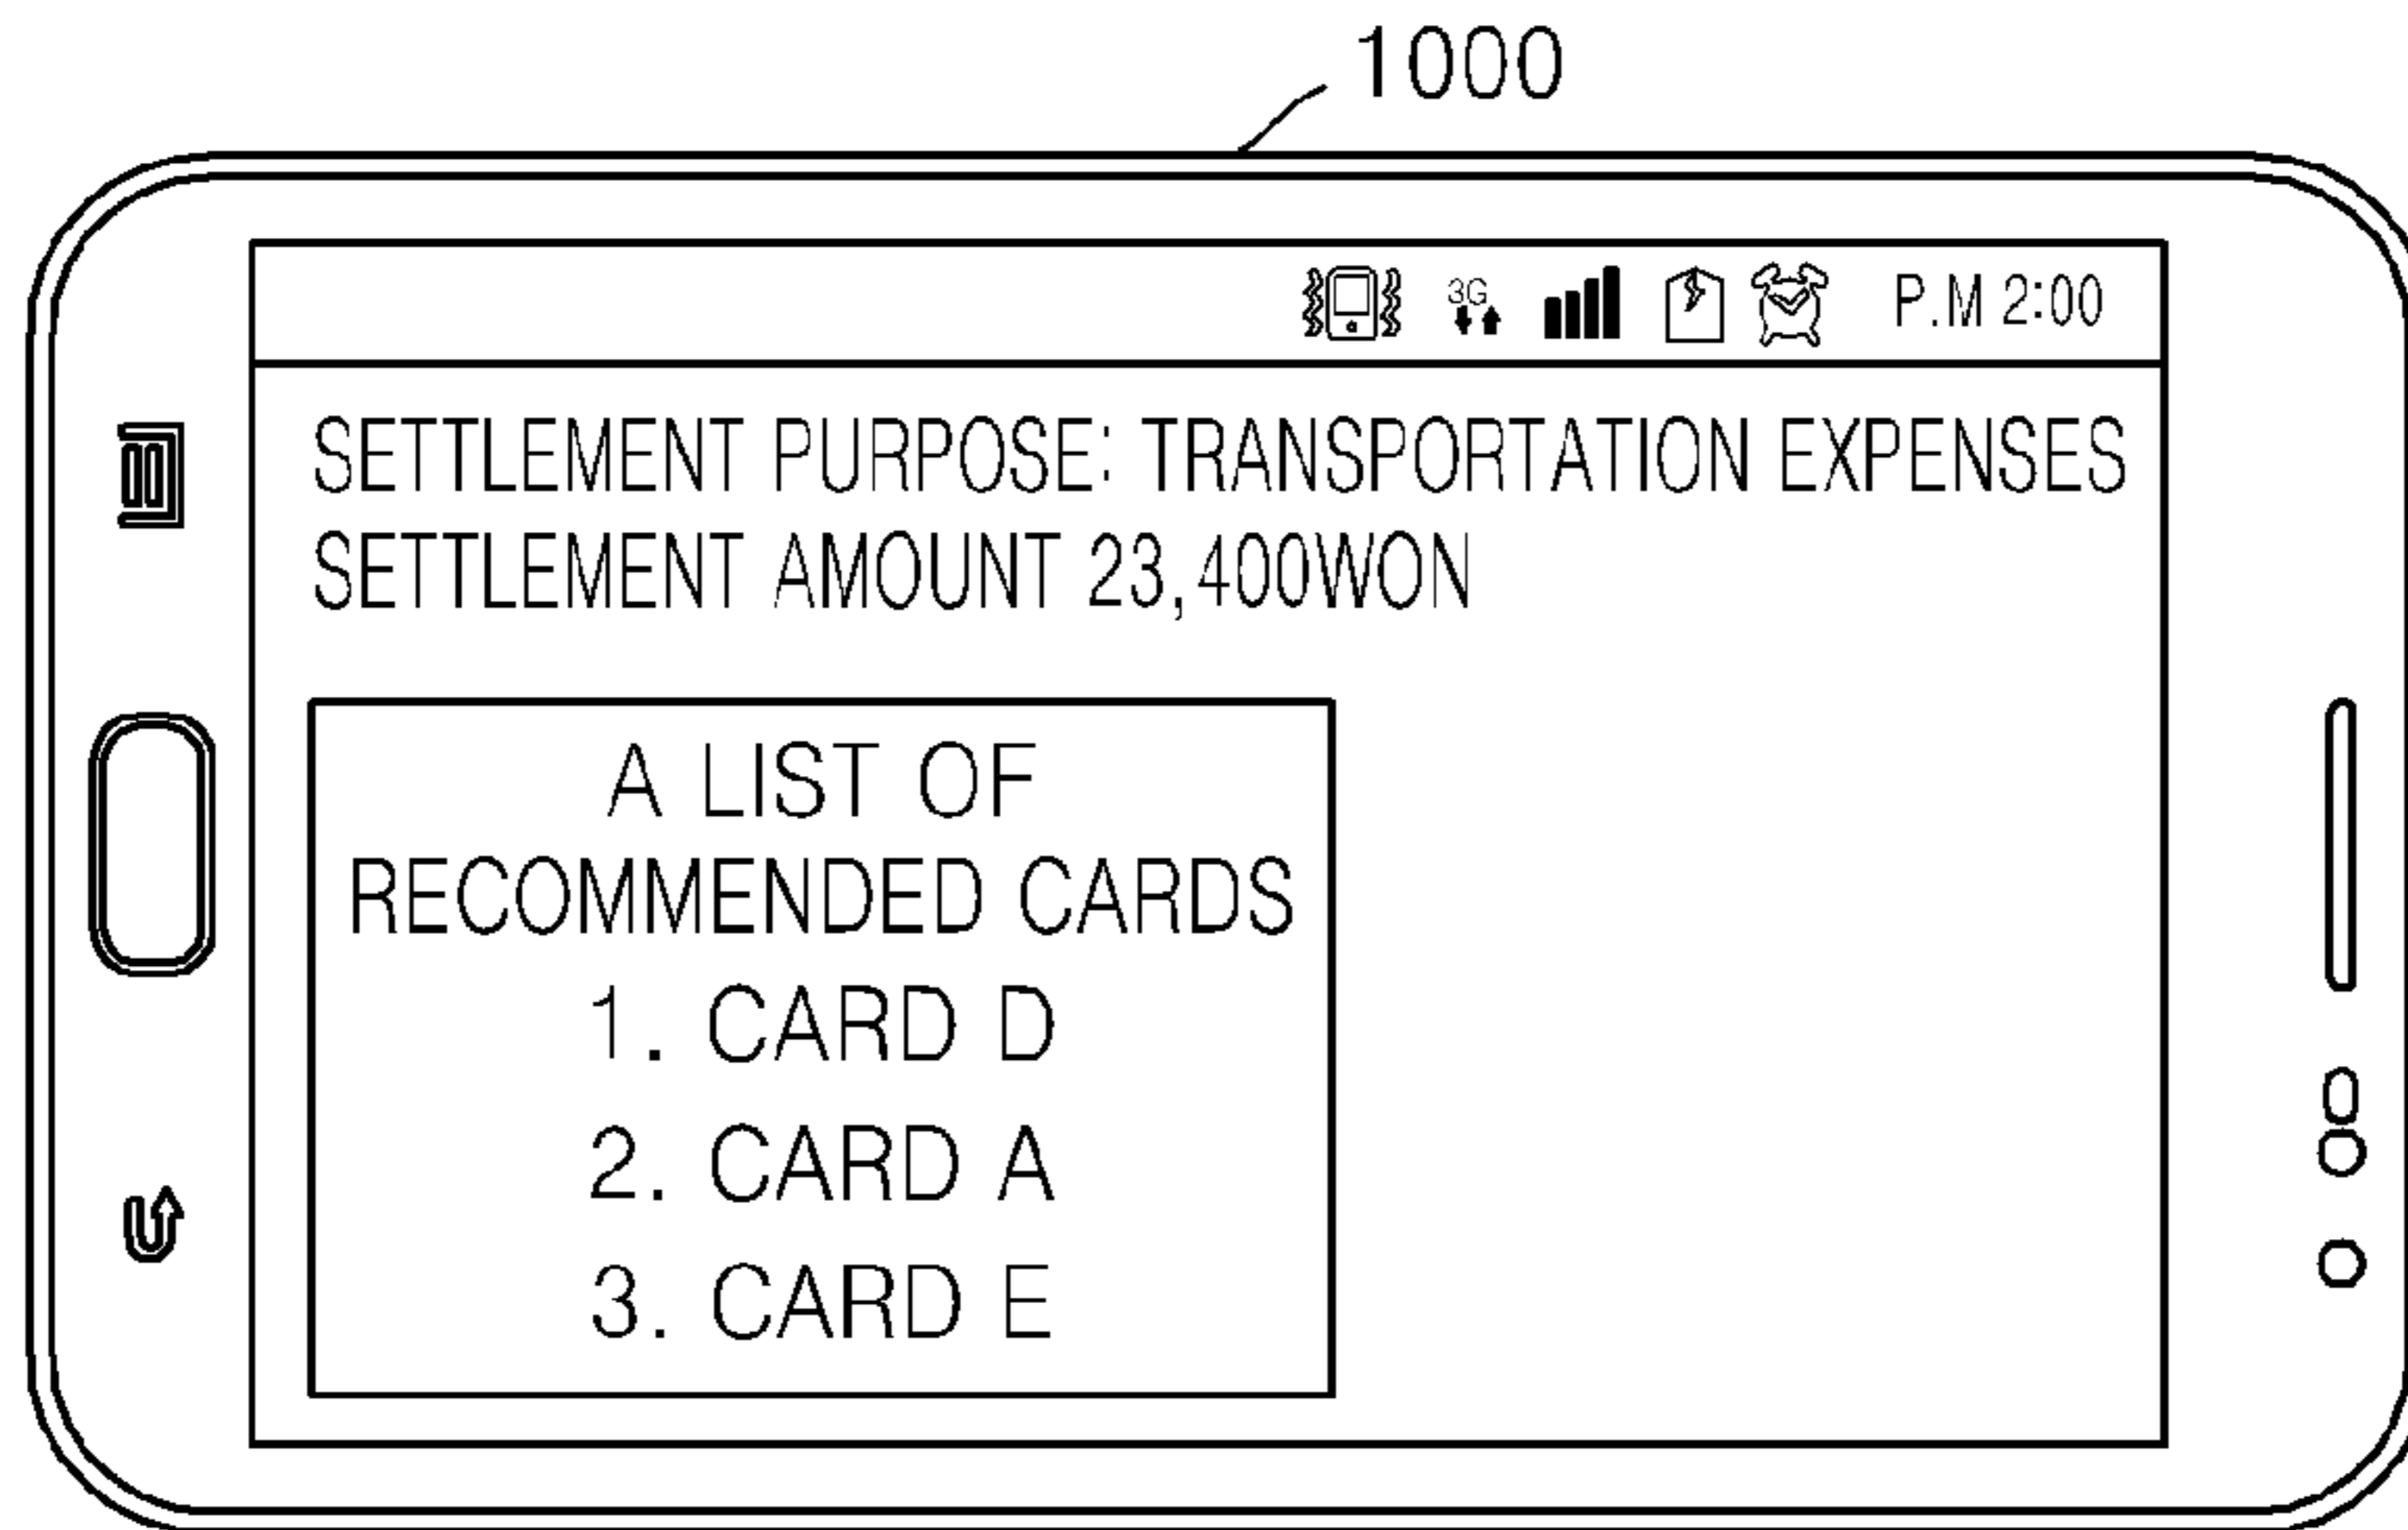 1000
3G P.M 2:00
SETTLEMENT PURPOSE: TRANSPORTATION EXPENSES
SETTLEMENT AMOUNT 23,400WON
A LIST OF
RECOMMENDED CARDS
1. CARD D
2. CARD A
3. CARD E